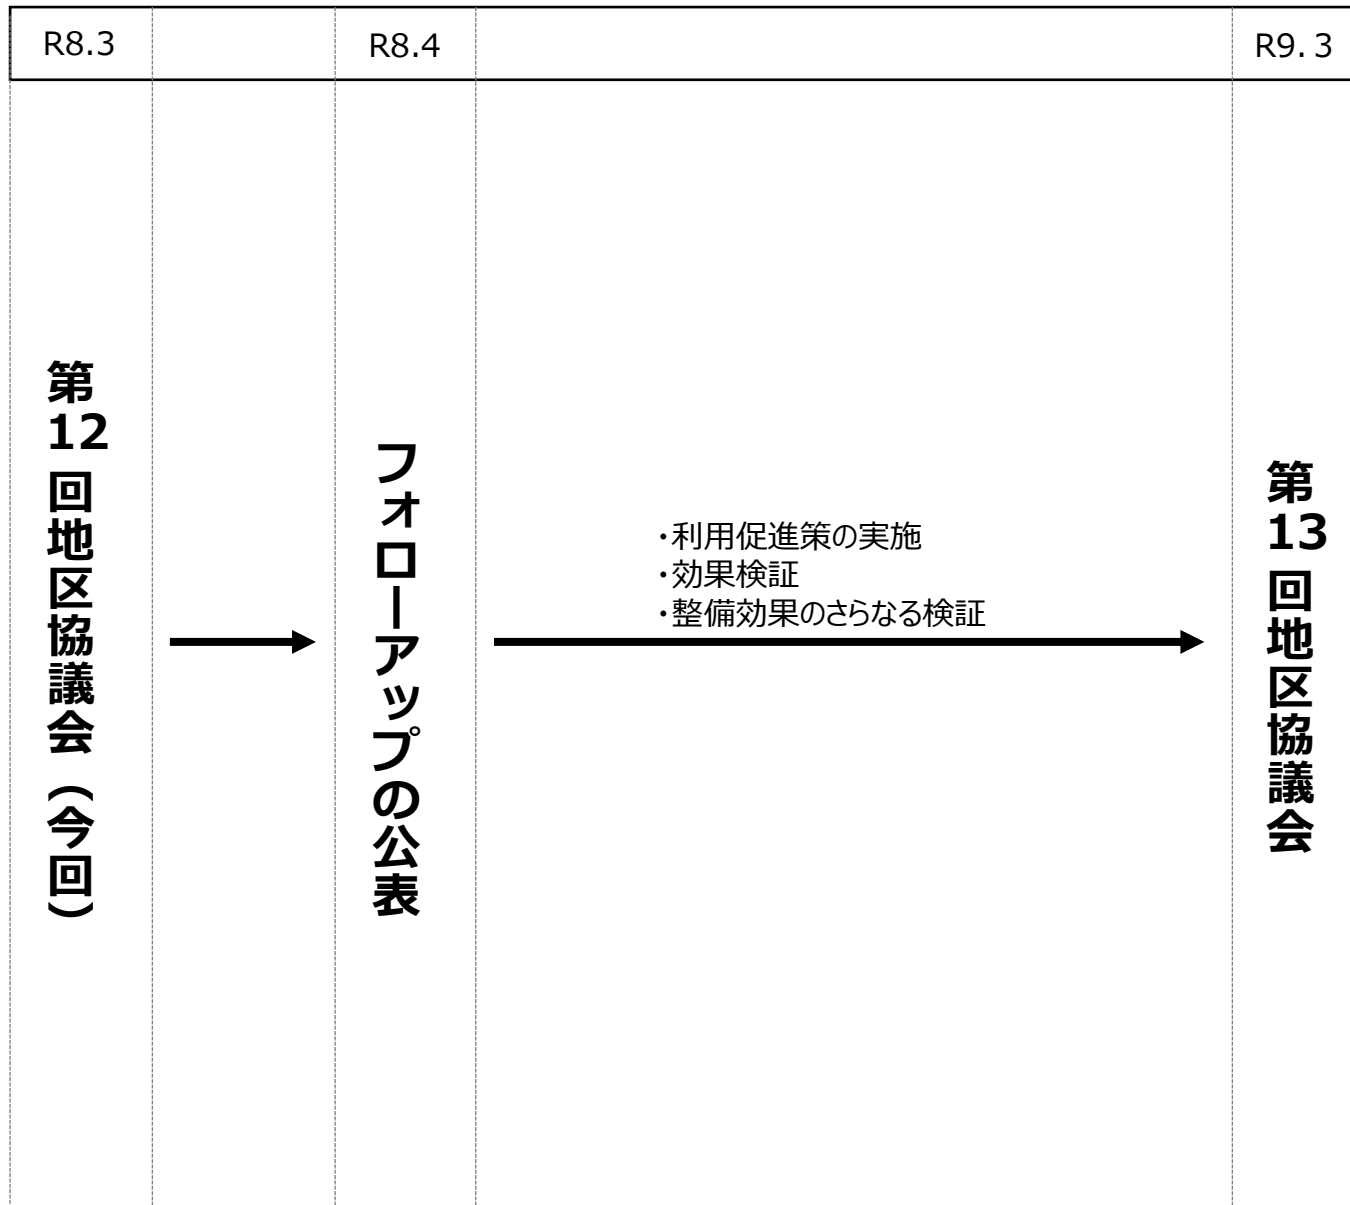 R8.3
R8.4
R9.3
第12回地区協議会（今回）
フォローアップの公表
・利用促進策の実施
・効果検証
・整備効果のさらなる検証
第13回地区協議会